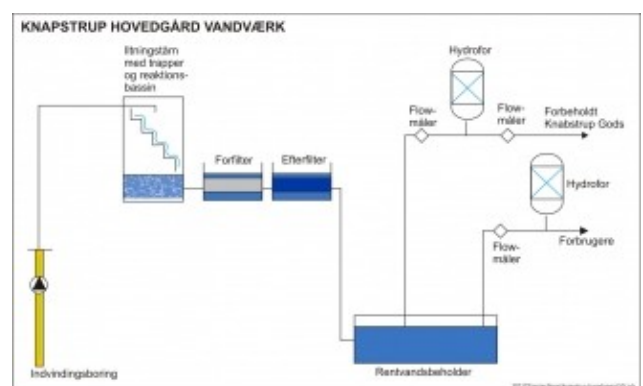 KNAPSTRUP HOVEDGÅRD VANDVÆRK
Iltningstårn
med trapper
og reaktions-
bassin
Hydrofor
Flow-
måler
Flow-
måler
Forbeholdt
Knabstrup Gods
Forfilter
Efterfilter
Hydrofor
Flow-
måler
Forbrugere
Indvindingsboring
Rentvandsbeholder